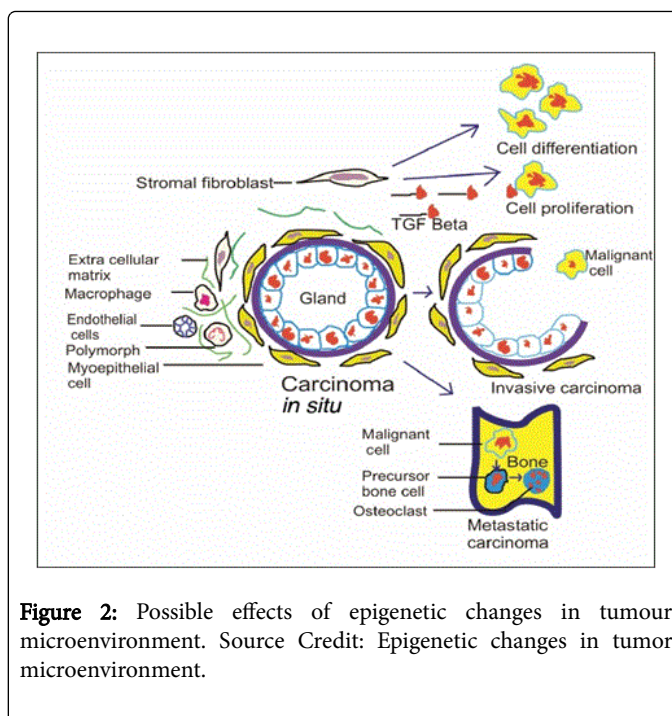 Cell differentiation
Stromal fibroblast
TGF Beta
Cell proliferation
Extra cellular
matrix
Macrophage
Endothelial
cells
Polymorph
Myoepithelial
cell
Gland
Carcinoma
in situ
Malignant
cell
Invasive carcinoma
Malignant
cell
Precursor
bone cell
Osteoclast
Bone
Metastatic
carcinoma
Figure 2: Possible effects of epigenetic changes in tumour
microenvironment. Source Credit: Epigenetic changes in tumor
microenvironment.